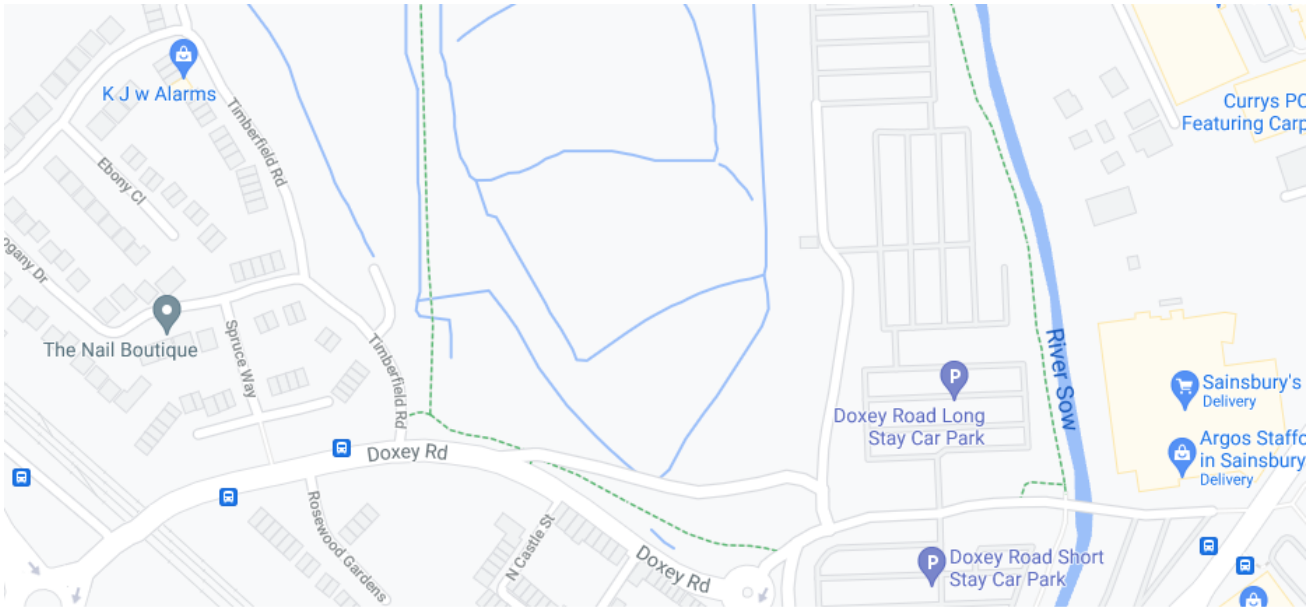 K J w Alarms
Timberfield Rd
Currys PC
Featuring Carp
Ebony Cl
ogany Dr
The Nail Boutique
Spruce Way
Timberfield Rd
River Sow
P
Doxey Road Long
Stay Car Park
Sainsbury's
Delivery
Argos Staffo
in Sainsbury
Delivery
Doxey Rd
Rosewood Gardens
N Castle St
Doxey Rd
P
Doxey Road Short
Stay Car Park